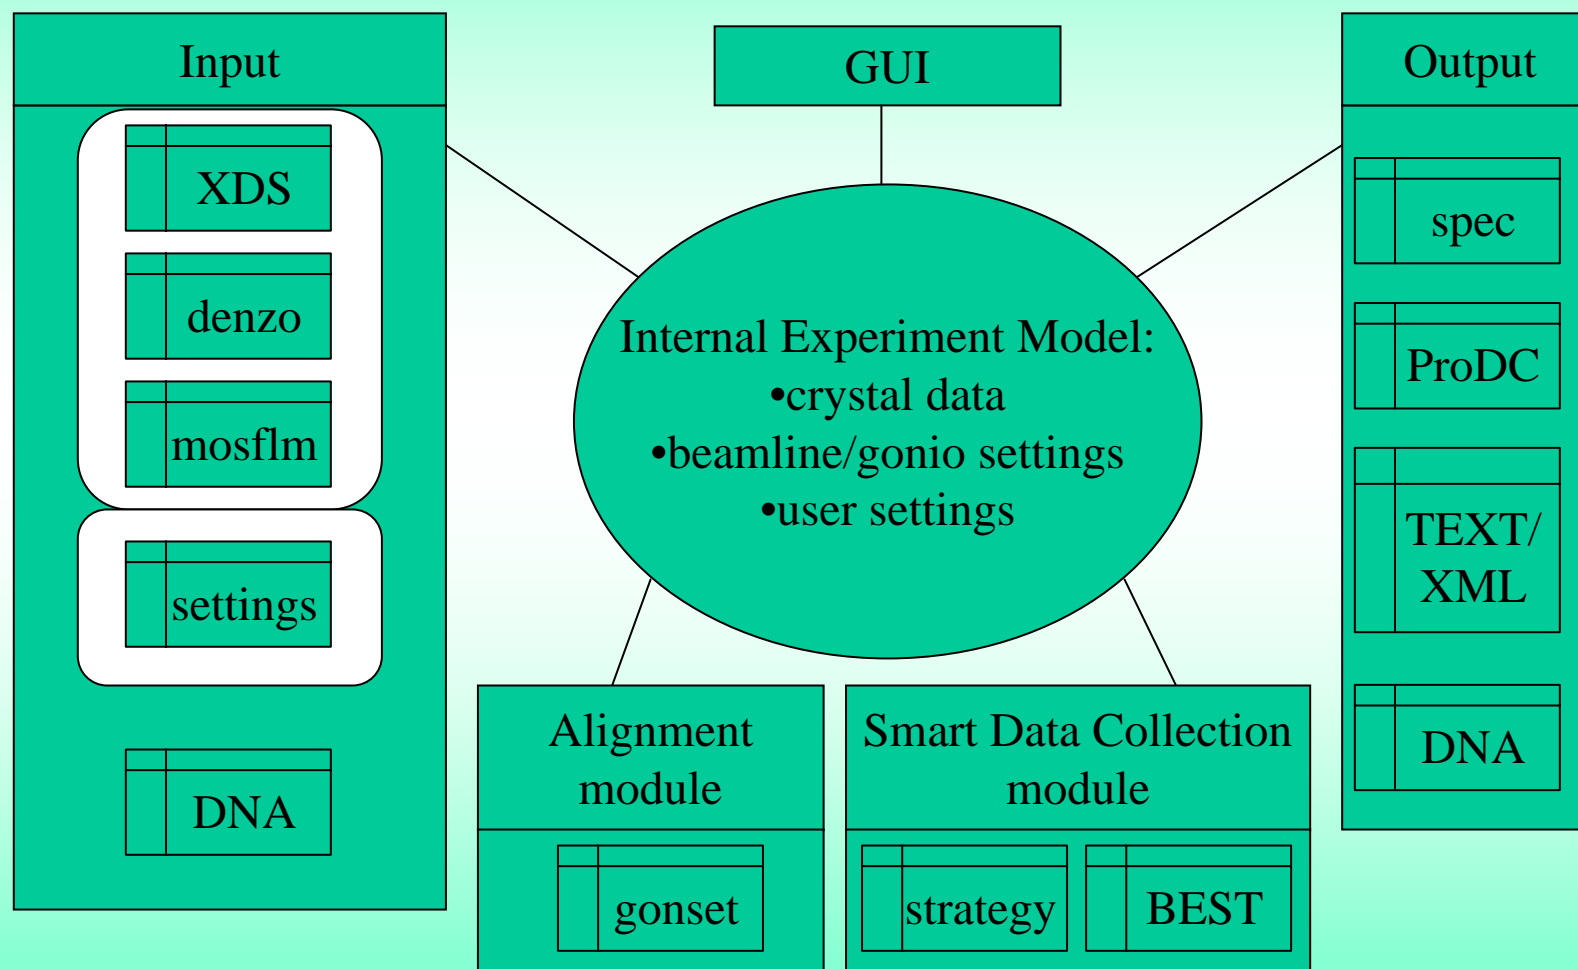 Input
XDS
denzo
mosflm
settings
DNA
GUI
Internal Experiment Model:
•crystal data
•beamline/gonio settings
•user settings
Alignment
module
gonset
Smart Data Collection
module
strategy
BEST
Output
spec
ProDC
TEXT/
XML
DNA